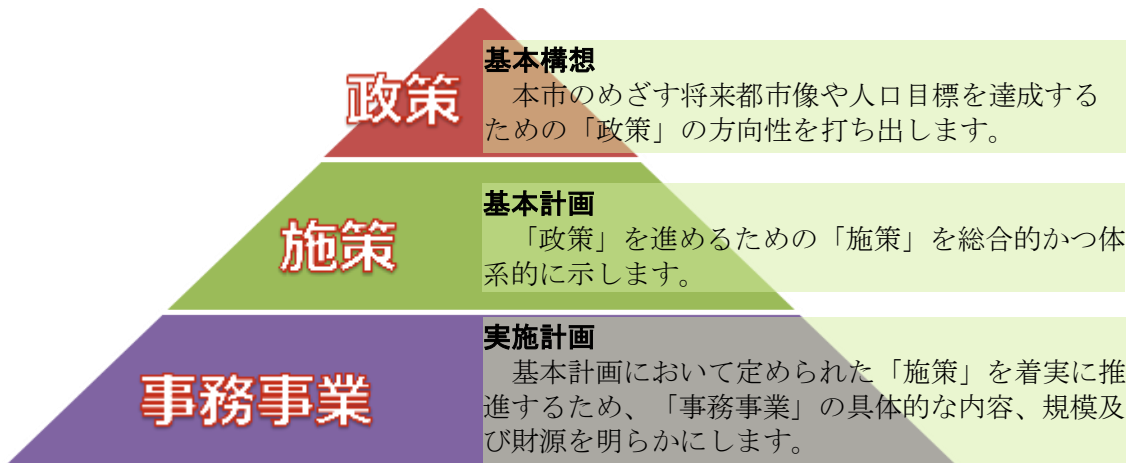 政策
基本構想
　本市のめざす将来都市像や人口目標を達成する
ための「政策」の方向性を打ち出します。
施策
基本計画
　「政策」を進めるための「施策」を総合的かつ体
系的に示します。
事務事業
実施計画
　基本計画において定められた「施策」を着実に推
進するため、「事務事業」の具体的な内容、規模及
び財源を明らかにします。